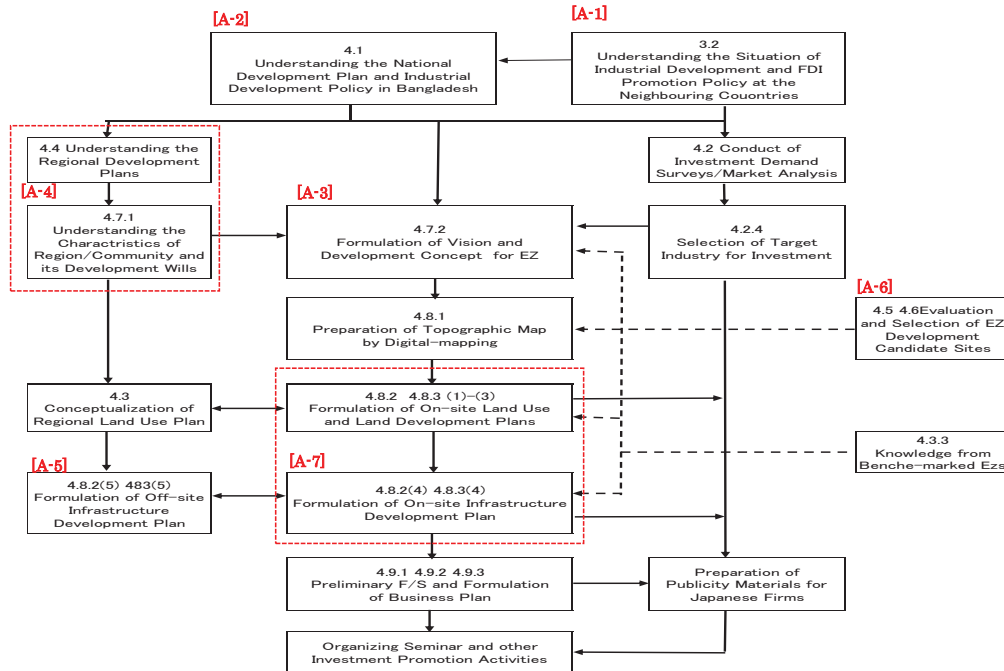 [A-2]
[A-1]
4.1
Understanding the National
Development Plan and Industrial
Development Policy in Bangladesh
3.2
Understanding the Situation of
Industrial Development and FDI
Promotion Policy at the
Neighbouring Couontries
4.4 Understanding the
Regional Development
Plans
4.2 Conduct of
Investment Demand
Surveys/Market Analysis
[A-4]
[A-3]
4.7.1
Understanding the
Charactristics of
Region/Community and
its Development Wills
4.7.2
Formulation of Vision and
Development Concept for EZ
4.2.4
Selection of Target
Industry for Investment
[A-6]
4.8.1
Preparation of Topographic Map
by Digital-mapping
4.5 4.6Evaluation
and Selection of EZ
Development
Candidate Sites
4.3
Conceptualization of
Regional Land Use Plan
4.8.2 4.8.3 (1)-(3)
Formulation of On-site Land Use
and Land Development Plans
4.3.3
Knowledge from
Benche-marked Ezs
[A-5]
[A-7]
4.8.2(5) 483(5)
Formulation of Off-site
Infrastructure
Development Plan
4.8.2(4) 4.8.3(4)
Formulation of On-site Infrastructure
Development Plan
4.9.1 4.9.2 4.9.3
Preliminary F/S and Formulation
of Business Plan
Preparation of
Publicity Materials for
Japanese Firms
Organizing Seminar and other
Investment Promotion Activities